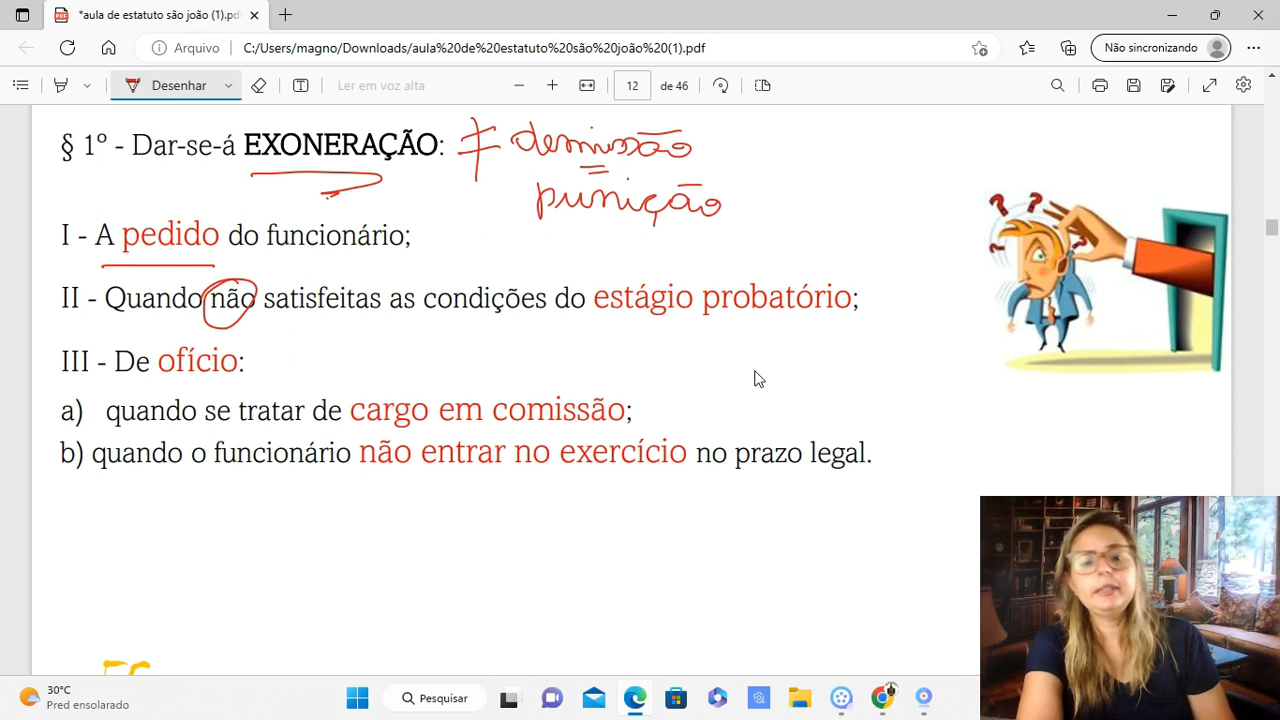 *aula de estatuto são joão (1).pdf
Arquivo
C:/Users/magno/Downloads/aula%20de%20estatuto%20são%20joão%20(1).pdf
Não sincronizando
Desenhar
Ler em voz alta
12 de 46
§ 1º - Dar-se-á EXONERAÇÃO: ≠ demissão
=
punição
I - A pedido do funcionário;
II - Quando não satisfeitas as condições do estágio probatório;
III - De ofício:
a) quando se tratar de cargo em comissão;
b) quando o funcionário não entrar no exercício no prazo legal.
30°C
Pred ensolarado
Pesquisar